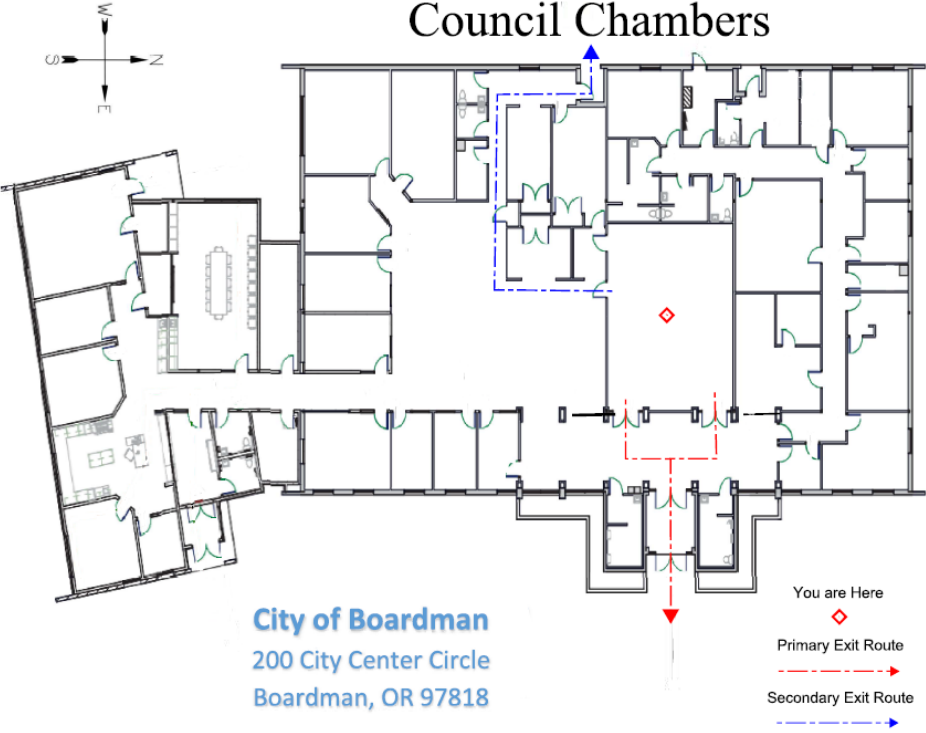 Council Chambers
W
S
N
E
You are Here
Primary Exit Route
Secondary Exit Route
City of Boardman
200 City Center Circle
Boardman, OR 97818